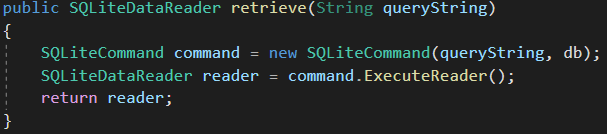 public SQLiteDataReader retrieve(String queryString)
{
SQLiteCommand command = new SQLiteCommand(queryString, db);
SQLiteDataReader reader = command.ExecuteReader();
return reader;
}